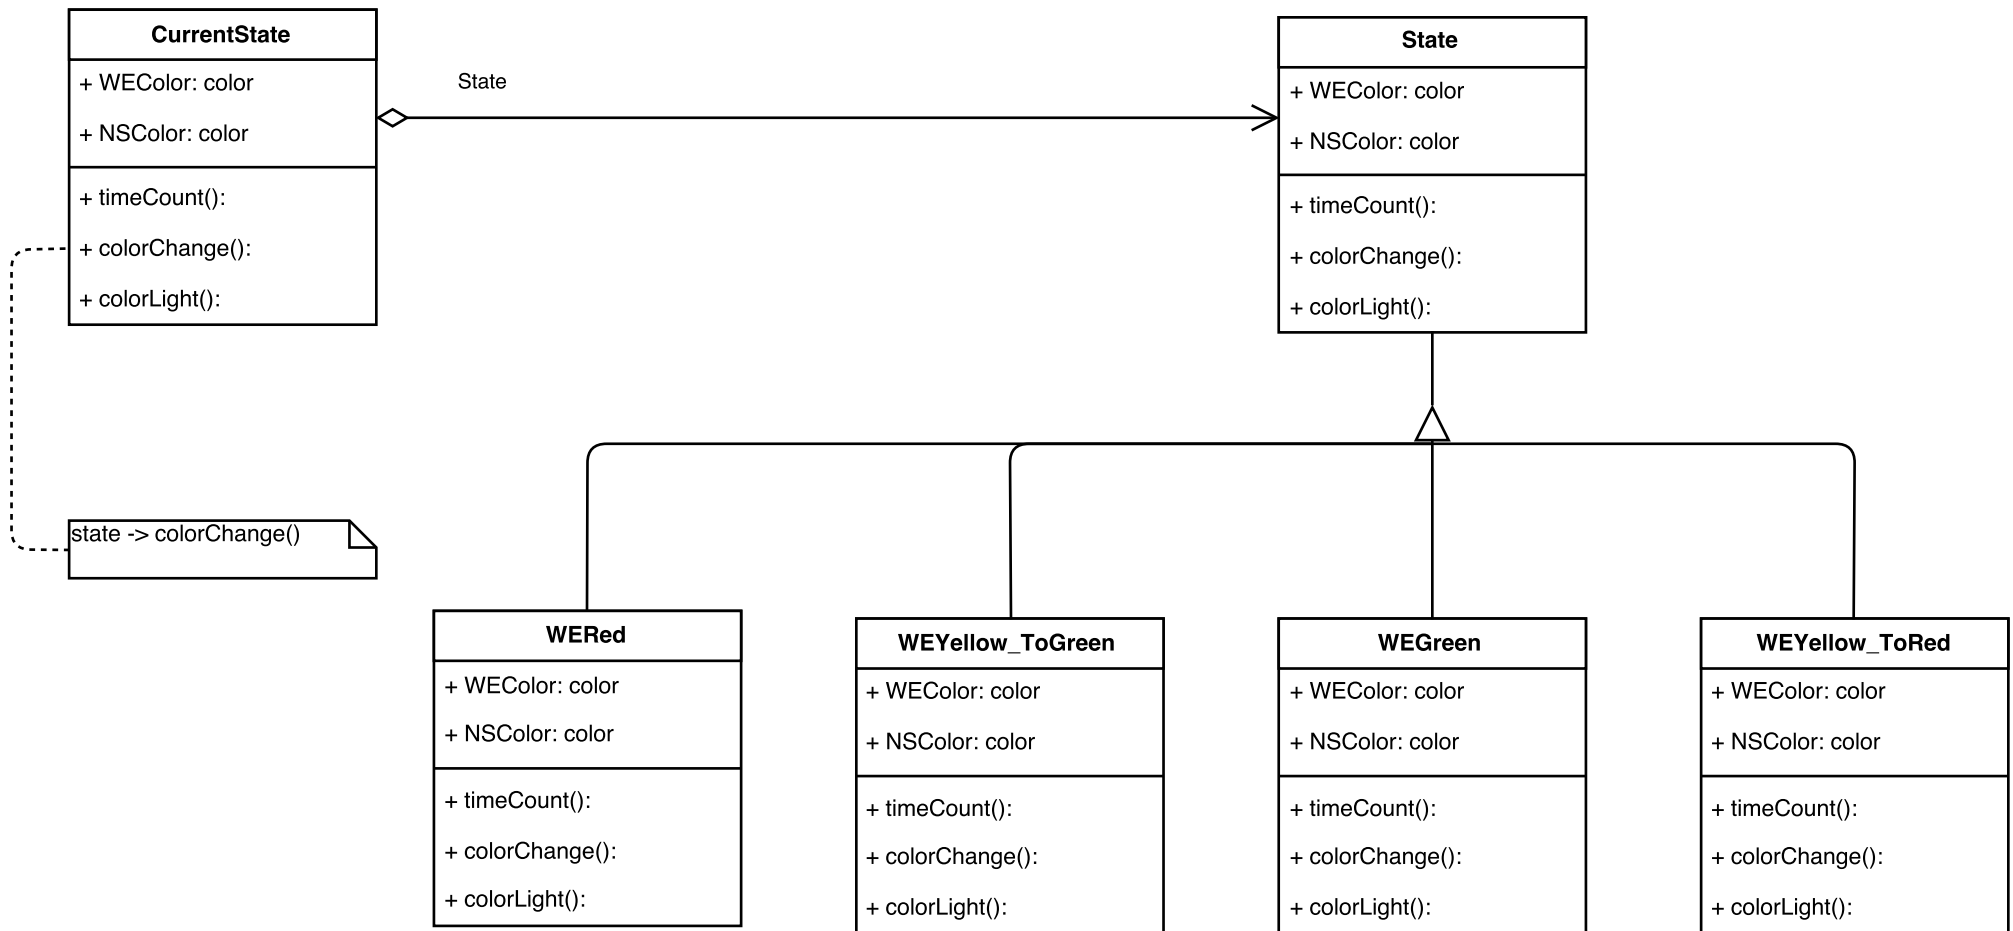 CurrentState
+ WEColor: color
+ NSColor: color
+ timeCount():
+ colorChange():
+ colorLight():
State
State
+ WEColor: color
+ NSColor: color
+ timeCount():
+ colorChange():
+ colorLight():
state -> colorChange()
WERed
+ WEColor: color
+ NSColor: color
+ timeCount():
+ colorChange():
+ colorLight():
WEYellow_ToGreen
+ WEColor: color
+ NSColor: color
+ timeCount():
+ colorChange():
+ colorLight():
WEGreen
+ WEColor: color
+ NSColor: color
+ timeCount():
+ colorChange():
+ colorLight():
WEYellow_ToRed
+ WEColor: color
+ NSColor: color
+ timeCount():
+ colorChange():
+ colorLight():